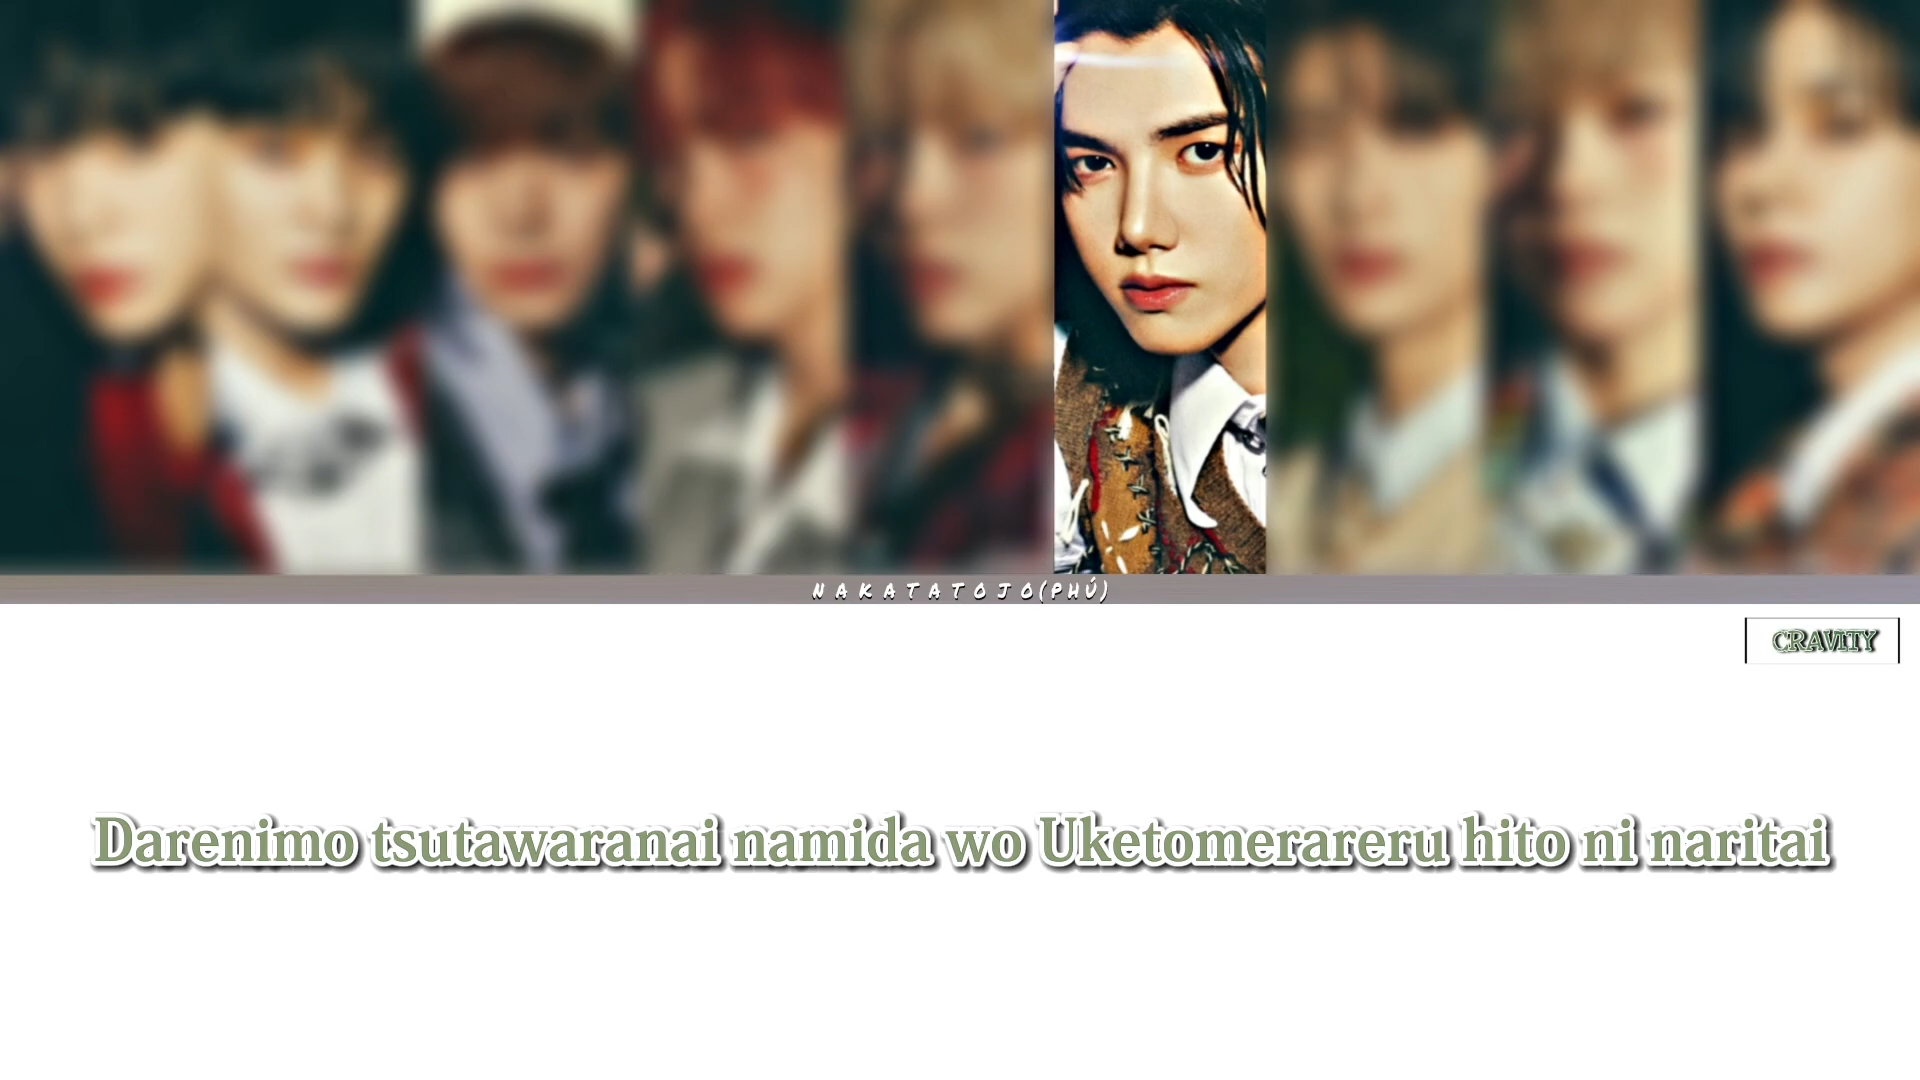 NAKATATOJO(PHÚ)
CRAVITY
Darenimo tsutawaranai namida wo Uketomerareru hito ni naritai